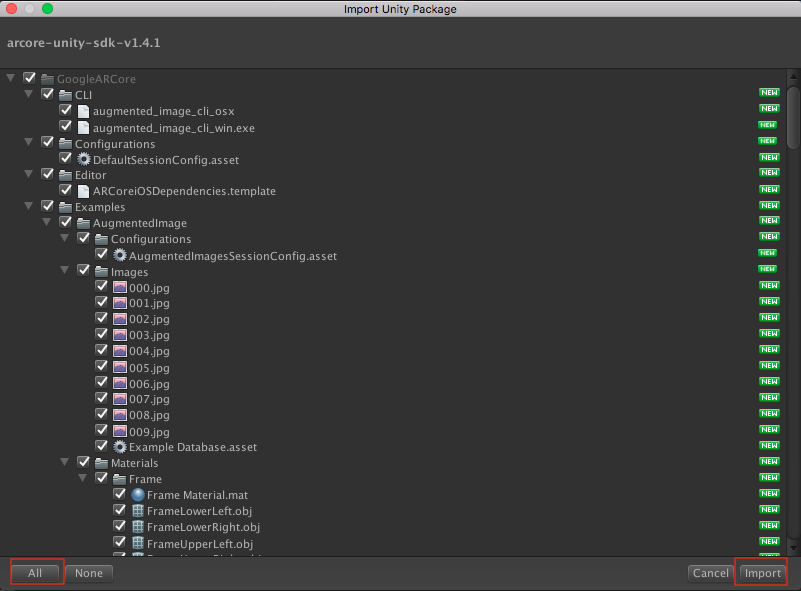 Import Unity Package
arcore-unity-sdk-v1.4.1
GoogleARCore
CLI NEW
augmented_image_cli_osx NEW
augmented_image_cli_win.exe NEW
Configurations NEW
DefaultSessionConfig.asset NEW
Editor NEW
ARCoreiOSDependencies.template NEW
Examples NEW
AugmentedImage NEW
Configurations NEW
AugmentedImagesSessionConfig.asset NEW
Images NEW
000.jpg NEW
001.jpg NEW
002.jpg NEW
003.jpg NEW
004.jpg NEW
005.jpg NEW
006.jpg NEW
007.jpg NEW
008.jpg NEW
009.jpg NEW
Example Database.asset NEW
Materials NEW
Frame NEW
Frame Material.mat NEW
FrameLowerLeft.obj NEW
FrameLowerRight.obj NEW
FrameUpperLeft.obj NEW
All None Cancel Import